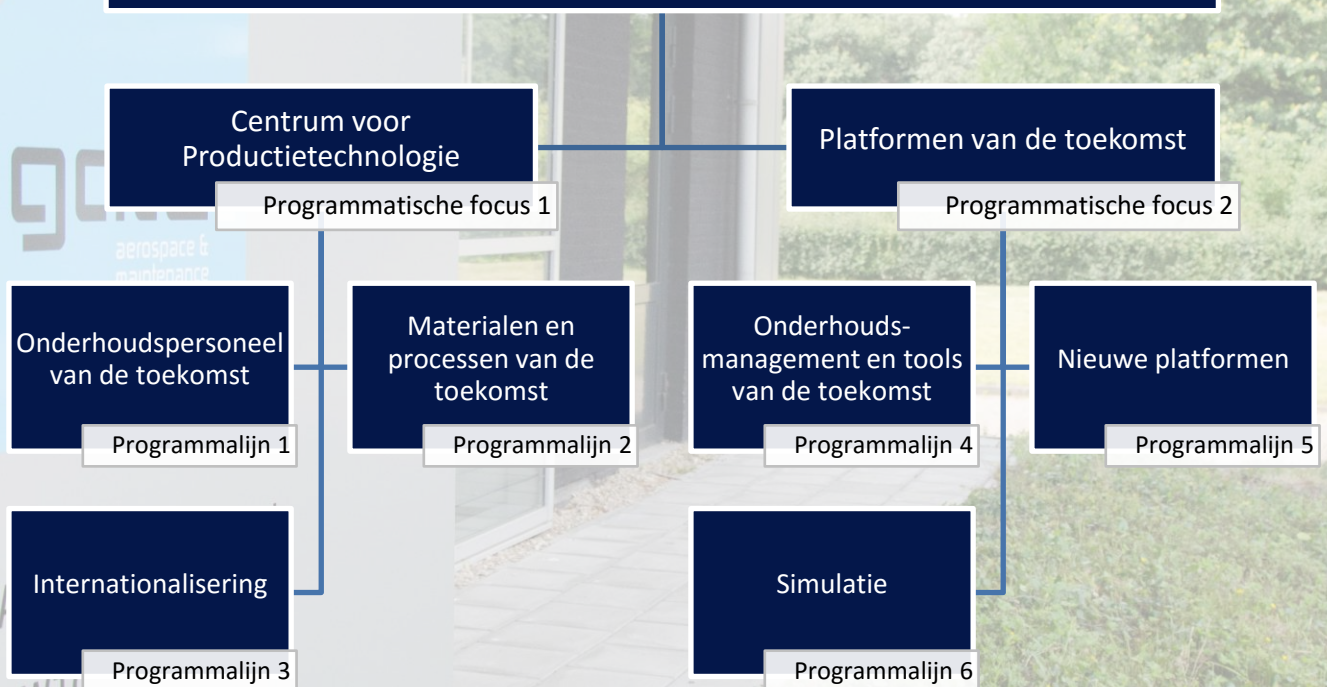 Centrum voor
Productietechnologie
Programmatische focus 1
Platformen van de toekomst
Programmatische focus 2
aerospace &
maintenance
Onderhoudspersoneel
van de toekomst
Programmalijn 1
Materialen en
processen van de
toekomst
Programmalijn 2
Onderhouds-
management en tools
van de toekomst
Programmalijn 4
Nieuwe platformen
Programmalijn 5
Internationalisering
Programmalijn 3
Simulatie
Programmalijn 6